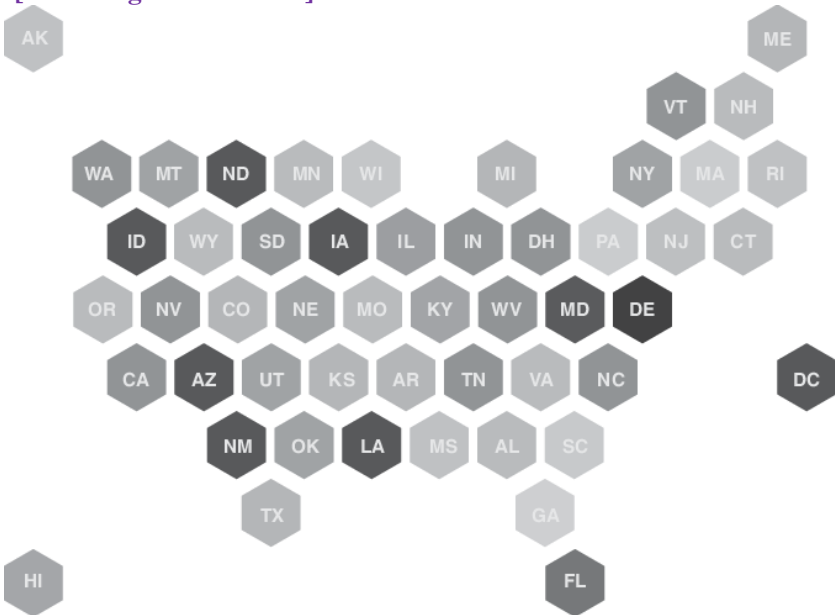 AK ME
VT NH
WA MT ND MN WI MI NY MA RI
ID WY SD IA IL IN DH PA NJ CT
OR NV CO NE MO KY WV MD DE
CA AZ UT KS AR TN VA NC DC
NM OK LA MS AL SC
TX GA
HI FL